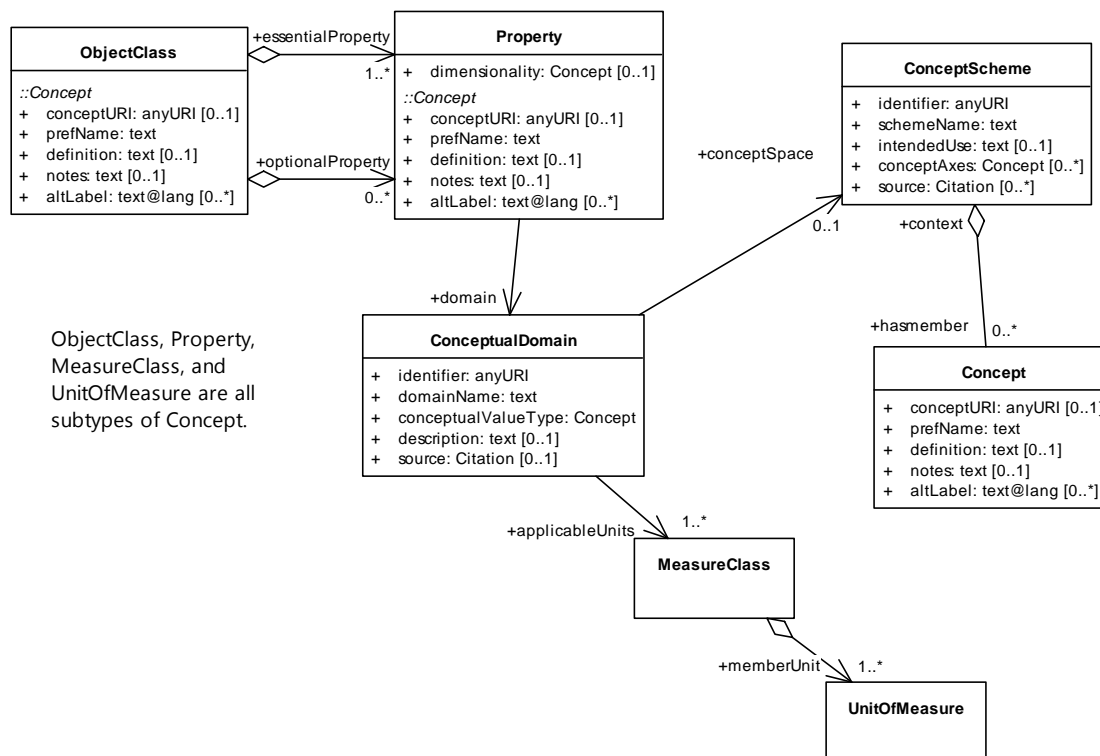 ObjectClass
::Concept
+ conceptURI: anyURI [0..1]
+ prefName: text
+ definition: text [0..1]
+ notes: text [0..1]
+ altLabel: text@lang [0..*]
+essentialProperty
1..*
+optionalProperty
0..*
Property
+ dimensionality: Concept [0..1]
::Concept
+ conceptURI: anyURI [0..1]
+ prefName: text
+ definition: text [0..1]
+ notes: text [0..1]
+ altLabel: text@lang [0..*]
ConceptScheme
+ identifier: anyURI
+ schemeName: text
+ intendedUse: text [0..1]
+ conceptAxes: Concept [0..*]
+ source: Citation [0..*]
+conceptSpace
0..1
+context
+domain
+hasmember
0..*
ObjectClass, Property,
MeasureClass, and
UnitOfMeasure are all
subtypes of Concept.
ConceptualDomain
+ identifier: anyURI
+ domainName: text
+ conceptualValueType: Concept
+ description: text [0..1]
+ source: Citation [0..1]
Concept
+ conceptURI: anyURI [0..1]
+ prefName: text
+ definition: text [0..1]
+ notes: text [0..1]
+ altLabel: text@lang [0..*]
+applicableUnits
1..*
MeasureClass
+memberUnit
1..*
UnitOfMeasure